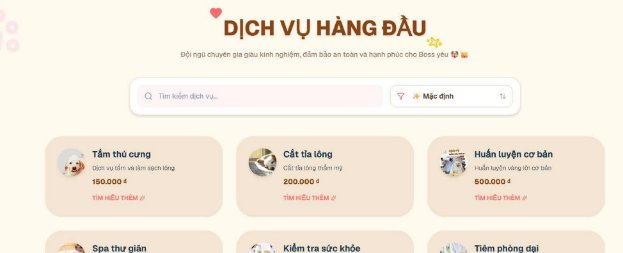 DỊCH VỤ HÀNG ĐẦU
Đội ngũ chuyên gia giàu kinh nghiệm, đảm bảo an toàn và hạnh phúc cho Boss yêu
Tìm kiếm dịch vụ...
Mặc định
Tắm thú cưng
Dịch vụ tắm và làm sạch lông
150.000 đ
TÌM HIỂU THÊM
Cắt tỉa lông
Cắt tỉa lông thẩm mỹ
200.000 đ
TÌM HIỂU THÊM
Huấn luyện cơ bản
Huấn luyện vâng lời cơ bản
500.000 đ
TÌM HIỂU THÊM
Spa thư giãn
Kiểm tra sức khỏe
Tiêm phòng dại